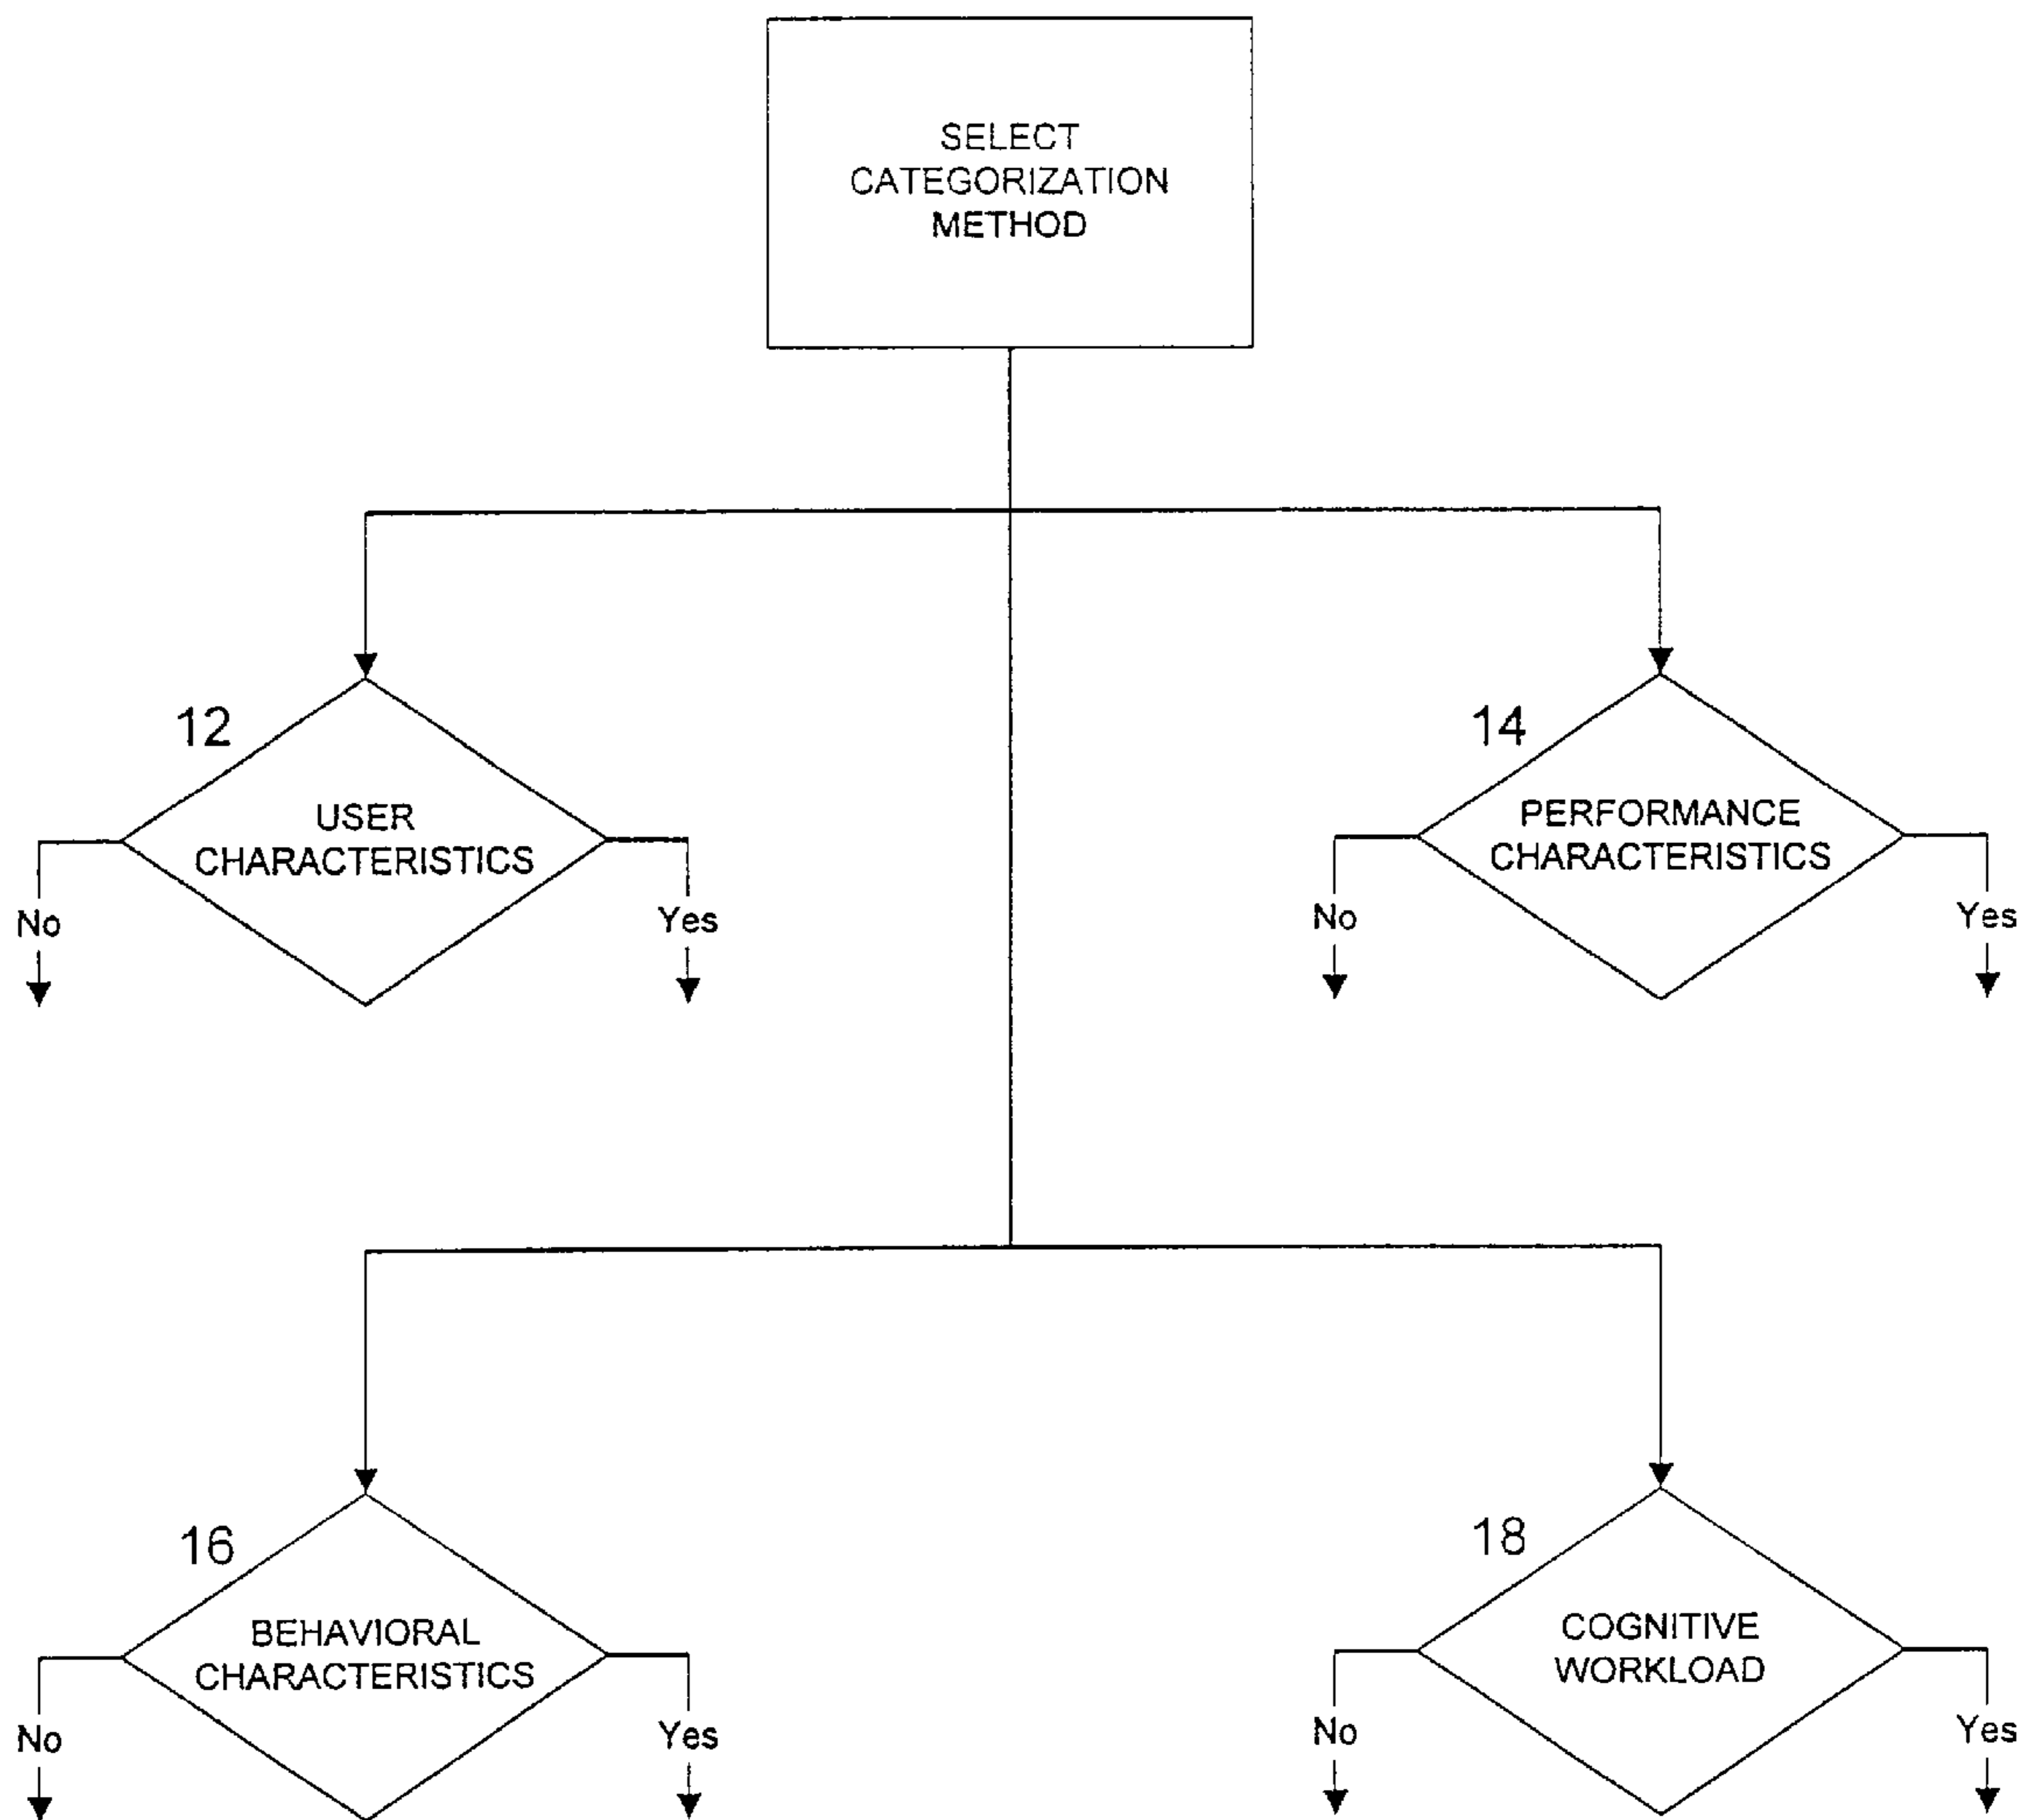 SELECT
CATEGORIZATION
METHOD
12
USER
CHARACTERISTICS
No
Yes
14
PERFORMANCE
CHARACTERISTICS
No
Yes
16
BEHAVIORAL
CHARACTERISTICS
No
Yes
18
COGNITIVE
WORKLOAD
No
Yes